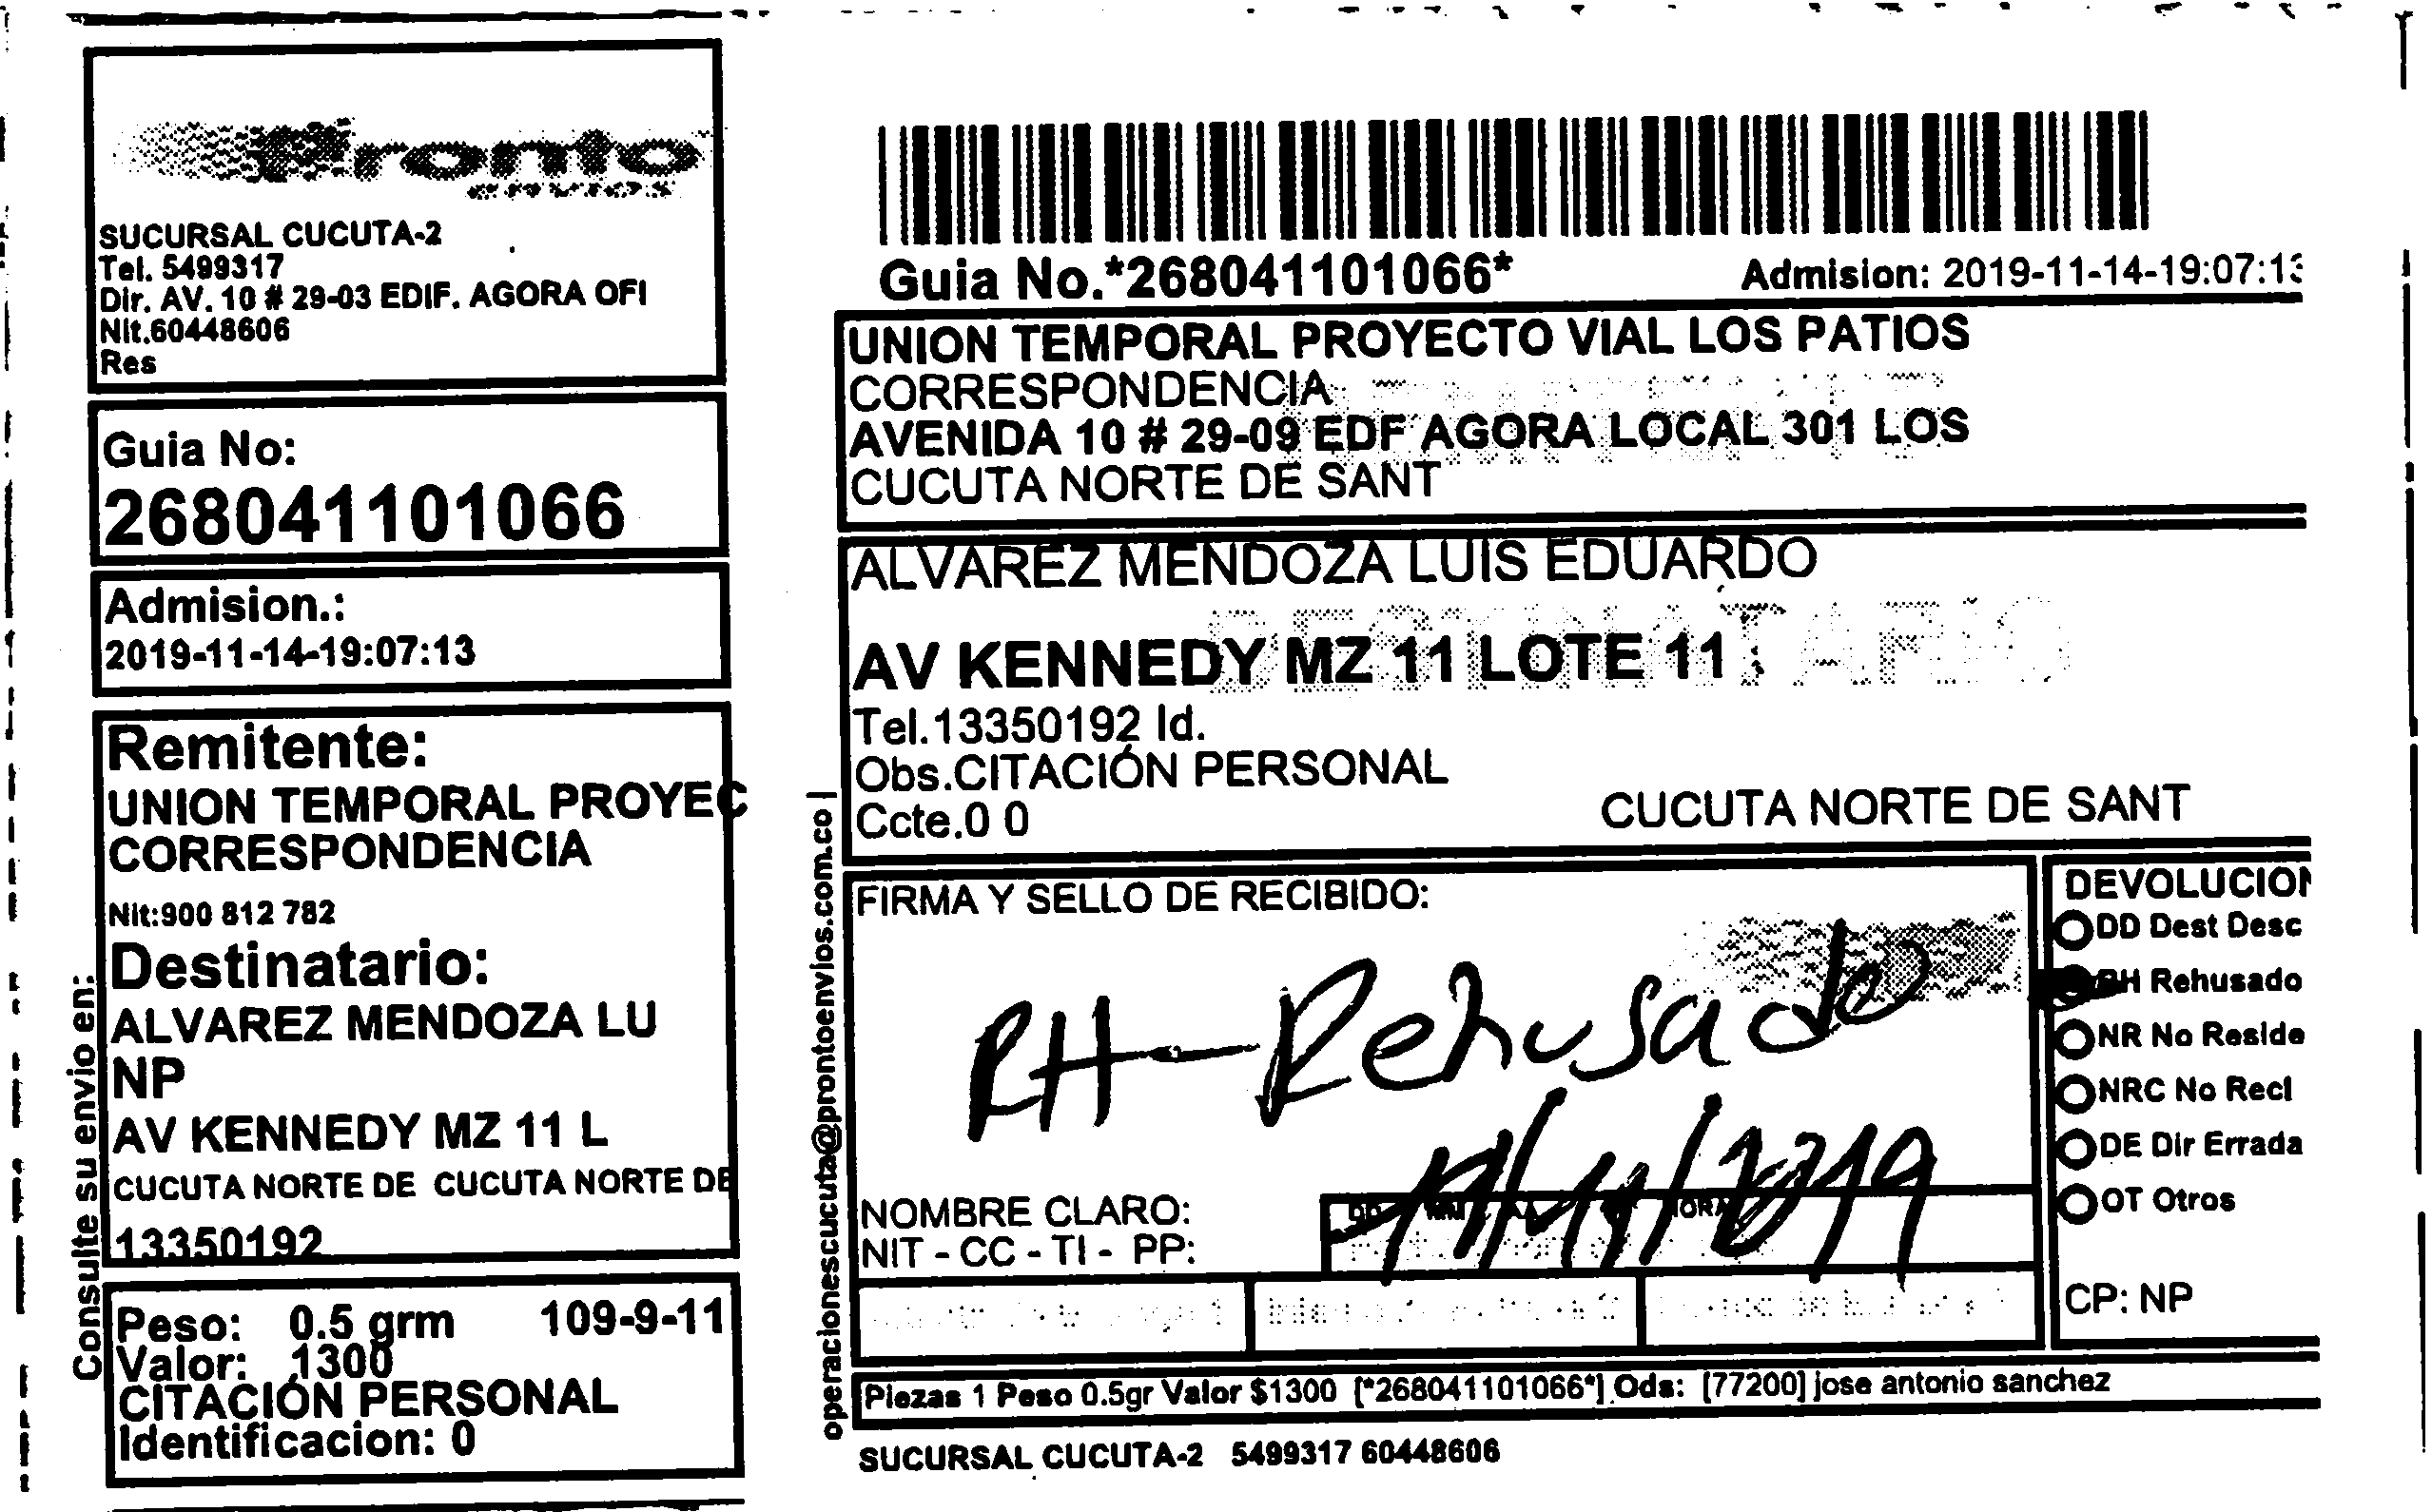 Pronto
SUCURSAL CUCUTA-2
Tel. 5499317
Dir. AV. 10 # 29-03 EDIF. AGORA OFI
Nit.60448606
Res
Guia No:
268041101066
Admision.:
2019-11-14-19:07:13
Remitente:
UNION TEMPORAL PROYEC
CORRESPONDENCIA
Nit:900 812 782
Destinatario:
ALVAREZ MENDOZA LU
NP
AV KENNEDY MZ 11 L
CUCUTA NORTE DE CUCUTA NORTE DE
13350192
Peso: 0.5 grm 109-9-11
Valor: 1300
CITACIÓN PERSONAL
Identificacion: 0
Consulte su envio en:
operacionescucuta@prontoenvios.com.co |
Guia No.*268041101066* Admision: 2019-11-14-19:07:13
UNION TEMPORAL PROYECTO VIAL LOS PATIOS
CORRESPONDENCIA
AVENIDA 10 # 29-09 EDF AGORA LOCAL 301 LOS
CUCUTA NORTE DE SANT
ALVAREZ MENDOZA LUIS EDUARDO
DESTINATARIO
AV KENNEDY MZ 11 LOTE 11
Tel.13350192 Id.
Obs.CITACIÓN PERSONAL
Ccte.0 0 CUCUTA NORTE DE SANT
FIRMA Y SELLO DE RECIBIDO:
RH - Rehusado
/11/2019
NOMBRE CLARO:
NIT - CC - TI - PP:
DEVOLUCION
DD Dest Desc
RH Rehusado
NR No Reside
NRC No Recl
DE Dir Errada
OT Otros
CP: NP
Piezas 1 Peso 0.5gr Valor $1300 [*268041101066*] Ods: [77200] jose antonio sanchez
SUCURSAL CUCUTA-2 5499317 60448606